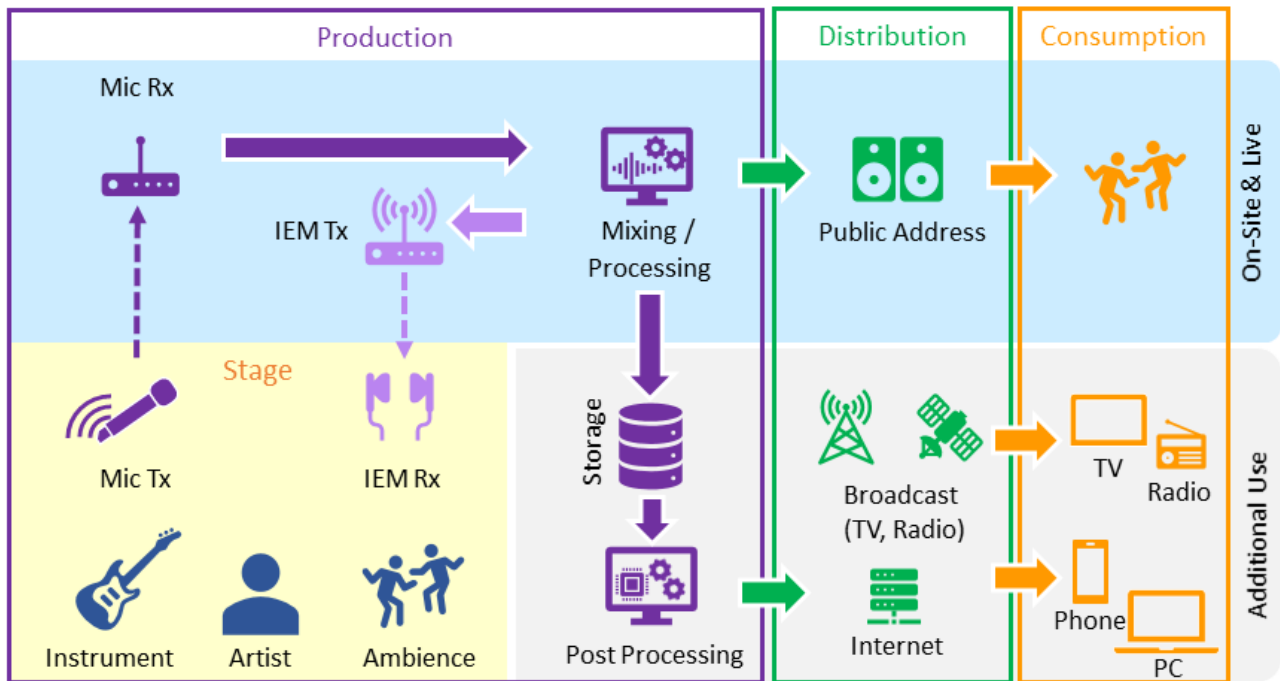 Production
Distribution
Consumption
Mic Rx
IEM Tx
Mixing /
Processing
Public Address
On-Site & Live
Stage
Mic Tx
IEM Rx
Storage
Broadcast
(TV, Radio)
TV
Radio
Additional Use
Instrument
Artist
Ambience
Post Processing
Internet
Phone
PC